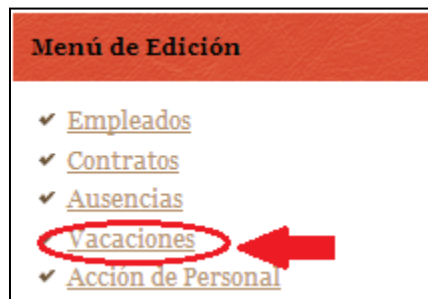 Menú de Edición
Empleados
Contratos
Ausencias
Vacaciones
Acción de Personal